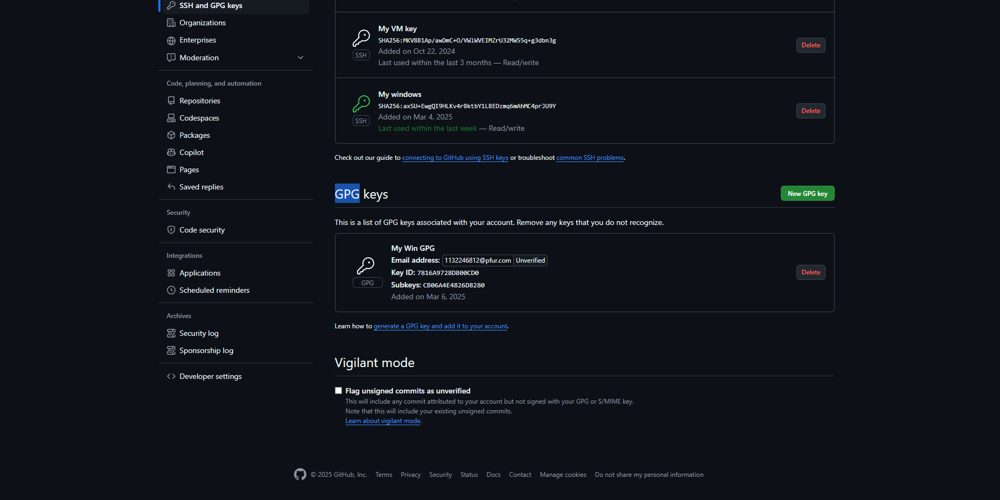 SSH and GPG keys
Organizations
Enterprises
Moderation
Code, planning, and automation
Repositories
Codespaces
Packages
Copilot
Pages
Saved replies
Security
Code security
Integrations
Applications
Scheduled reminders
Archives
Security log
Sponsorship log
Developer settings
My VM key
SHA256:MKV881Ap/awDmC+O/VWlWVEIMZrU32MW55q+g3dbn3g
Added on Oct 22, 2024
Last used within the last 3 months — Read/write
SSH
Delete
My windows
SHA256:axSU+EwgQI9HLKv4r8ktbY1L8EDzmq6mAhMC4prJU9Y
Added on Mar 4, 2025
Last used within the last week — Read/write
SSH
Delete
Check out our guide to connecting to GitHub using SSH keys or troubleshoot common SSH problems.
GPG keys
New GPG key
This is a list of GPG keys associated with your account. Remove any keys that you do not recognize.
My Win GPG
Email address: 1132246812@pfur.com Unverified
Key ID: 7816A9728D800CD0
Subkeys: CB06A4E4826D8280
Added on Mar 6, 2025
GPG
Delete
Learn how to generate a GPG key and add it to your account.
Vigilant mode
Flag unsigned commits as unverified
This will include any commit attributed to your account but not signed with your GPG or S/MIME key.
Note that this will include your existing unsigned commits.
Learn about vigilant mode.
© 2025 GitHub, Inc. Terms Privacy Security Status Docs Contact Manage cookies Do not share my personal information